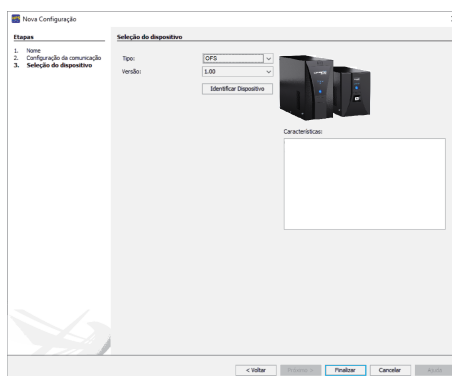 Nova Configuração
Etapas
1. Nome
2. Configuração da comunicação
3. Seleção do dispositivo
Seleção do dispositivo
Tipo:
OFS
Versão:
1.00
Identificar Dispositivo
Características:
< Voltar
Próximo >
Finalizar
Cancelar
Ajuda